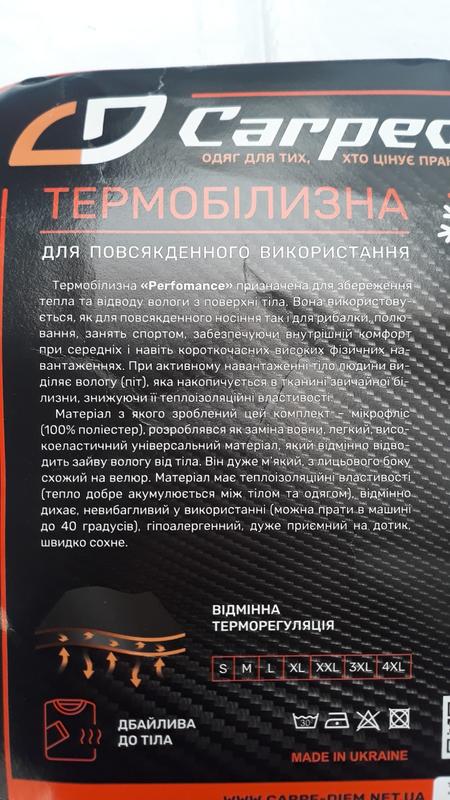 Carpe
ОДЯГ ДЛЯ ТИХ, ХТО ЦІНУЄ
ТЕРМОБІЛИЗНА
ДЛЯ ПОВСЯКДЕННОГО ВИКОРИСТАННЯ
Термобілизна «Perfomance» призначена для збереження
тепла та відводу вологи з поверхні тіла. Вона використову-
ється, як для повсякденного носіння так і для рибалки, полю-
вання, занять спортом, забезпечуючи внутрішній комфорт
при середніх і навіть короткочасних високих фізичних на-
вантаженнях. При активному навантаженні тіло людини ви-
діляє вологу (піт), яка накопичується в тканині звичайної бі-
лизни, знижуючи її теплоізоляційні властивості.
Матеріал з якого зроблений цей комплект – мікрофліс
(100% поліестер), розроблявся як заміна вовни, легкий, висо-
коеластичний універсальний матеріал, який відмінно відво-
дить зайву вологу від тіла. Він дуже м'який, з лицьового боку
схожий на велюр. Матеріал має теплоізоляційні властивості
(тепло добре акумулюється між тілом та одягом), відмінно
дихає, невибагливий у використанні (можна прати в машині
до 40 градусів), гіпоалергенний, дуже приємний на дотик,
швидко сохне.
ВІДМІННА
ТЕРМОРЕГУЛЯЦІЯ
S M L XL XXL 3XL 4XL
ДБАЙЛИВА
ДО ТІЛА
30
MADE IN UKRAINE
WWW.CARPE-DIEM.NET.UA